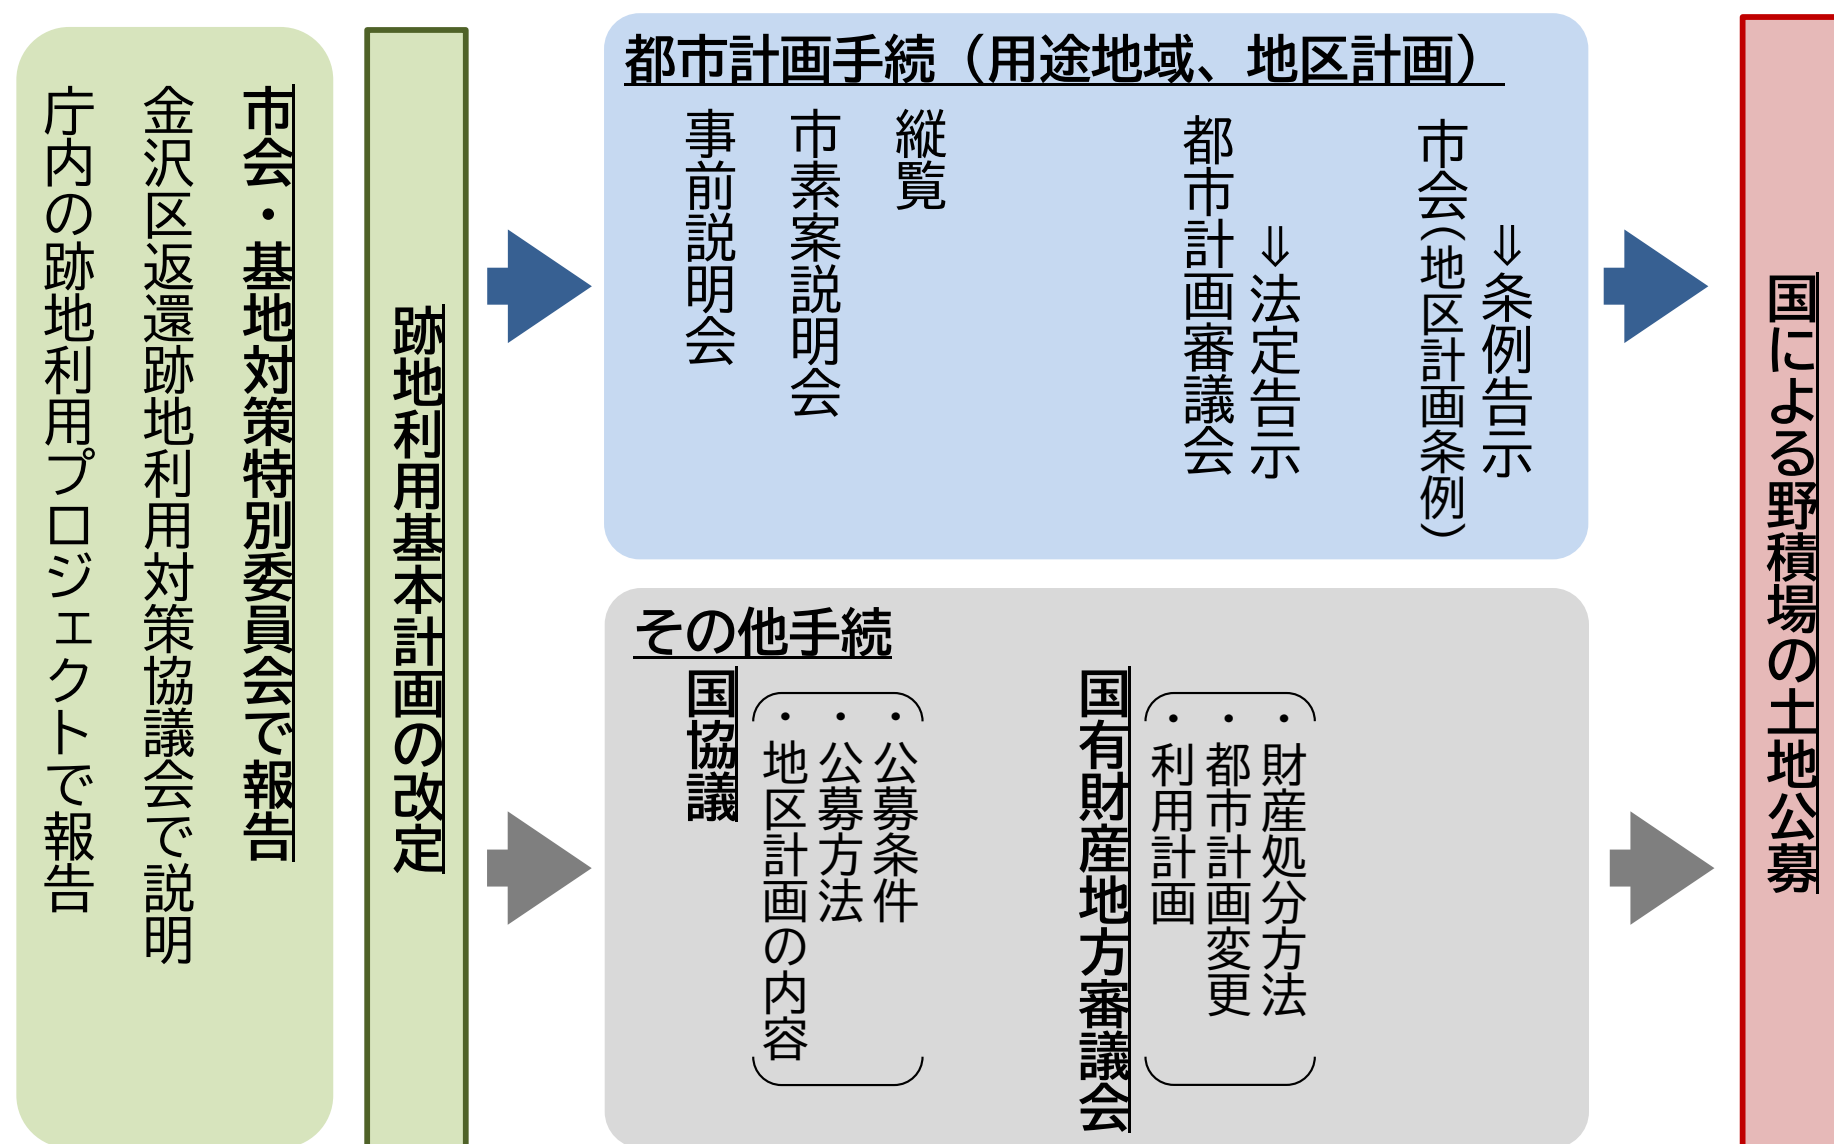 庁内の跡地利用プロジェクトで報告
金沢区返還跡地利用対策協議会で説明
市会・基地対策特別委員会で報告
跡地利用基本計画の改定
都市計画手続（用途地域、地区計画）
事前説明会
市素案説明会
縦覧
都市計画審議会
⇒法定告示
市会(地区計画条例)
⇒条例告示
その他手続
国協議
・地区計画の内容
・公募方法
・公募条件
国有財産地方審議会
・利用計画
・都市計画変更
・財産処分方法
国による野積場の土地公募